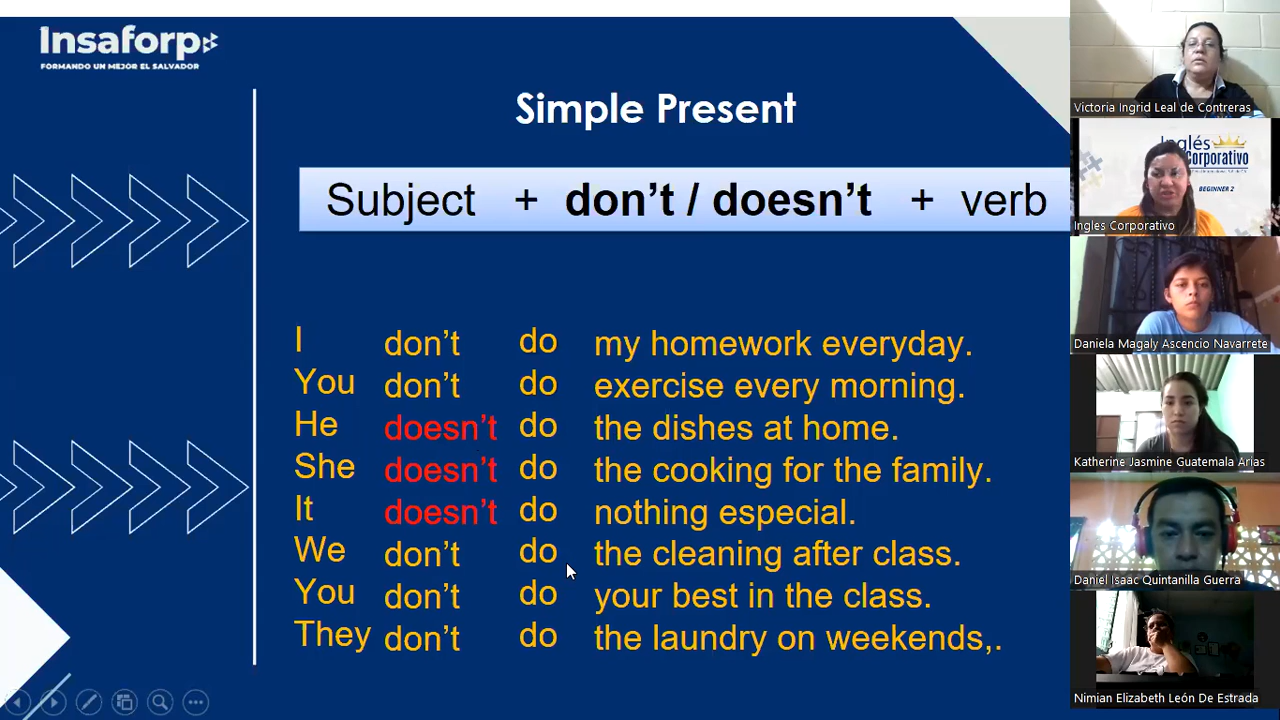 Insaforp
FORMANDO UN MEJOR EL SALVADOR
Simple Present
Subject + don't / doesn't + verb
I don't do my homework everyday.
You don't do exercise every morning.
He doesn't do the dishes at home.
She doesn't do the cooking for the family.
It doesn't do nothing especial.
We don't do the cleaning after class.
You don't do your best in the class.
They don't do the laundry on weekends,.
Victoria Ingrid Leal de Contreras
Inglés
Corporativo
BEGINNER 2
Ingles Corporativo
Daniela Magaly Ascencio Navarrete
Katherine Jasmine Guatemala Arias
Daniel Isaac Quintanilla Guerra
Nimian Elizabeth León De Estrada